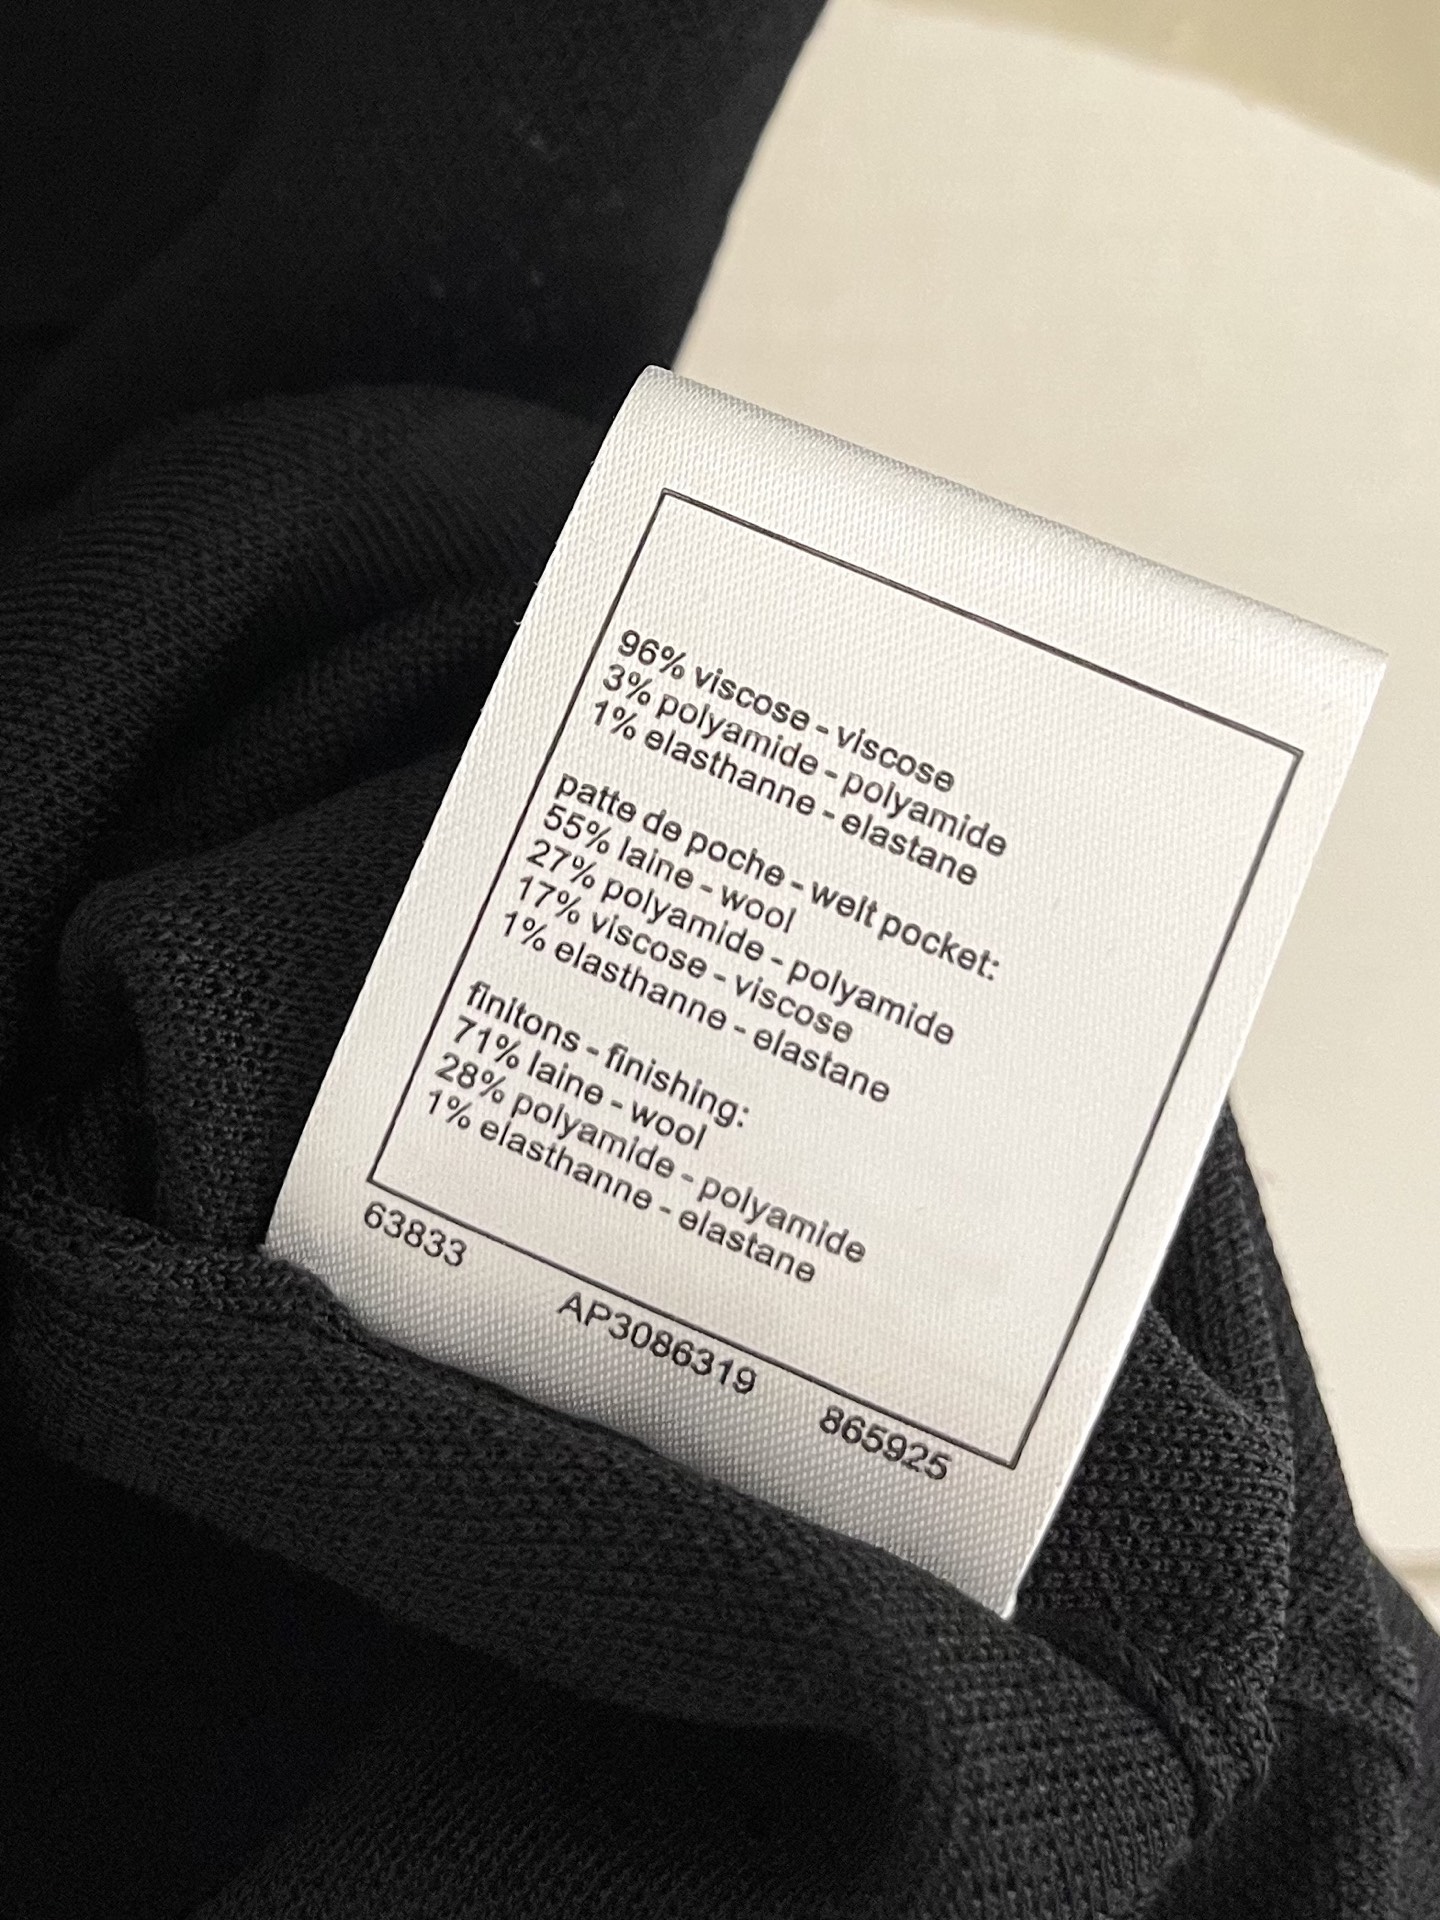 96% viscose - viscose
3% polyamide - polyamide
1% elasthanne - elastane
patte de poche - welt pocket:
55% laine - wool
27% polyamide - polyamide
17% viscose - viscose
1% elasthanne - elastane
finitons - finishing:
71% laine - wool
28% polyamide - polyamide
1% elasthanne - elastane
63833 AP3086319 865925